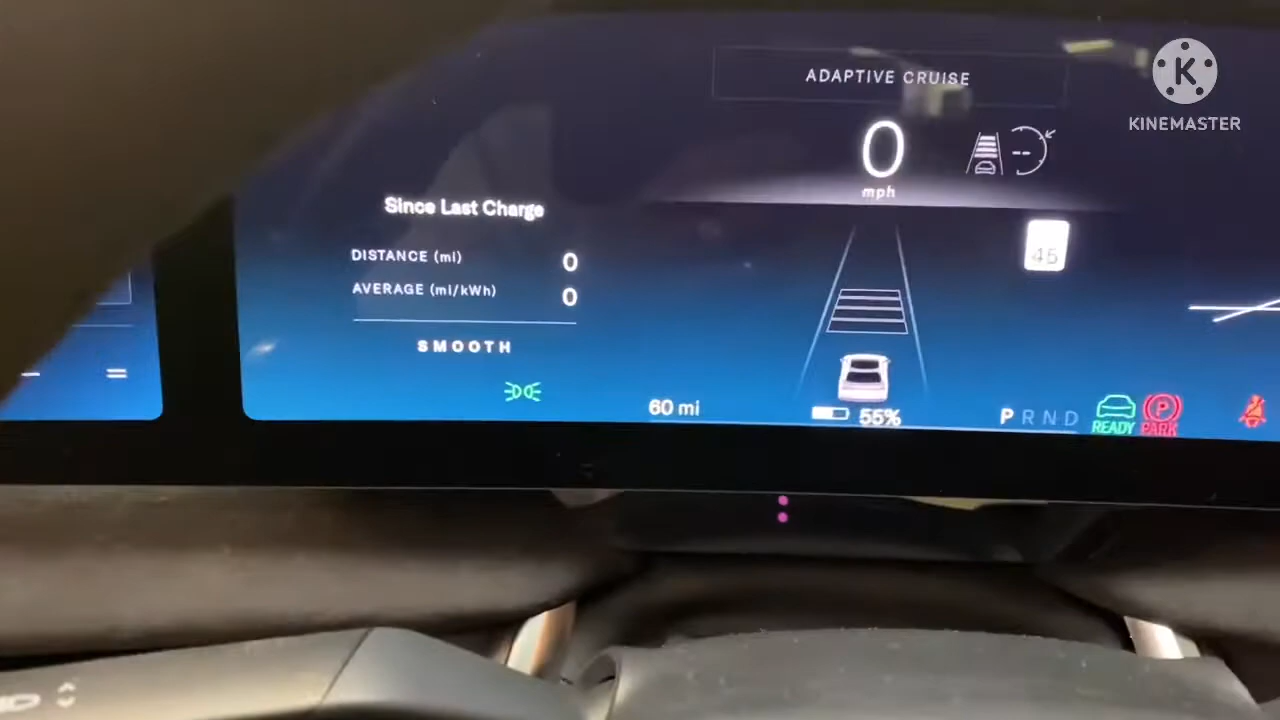 ADAPTIVE CRUISE
K
KINEMASTER
0
mph
--
Since Last Charge
DISTANCE (mi) 0
AVERAGE (mi/kWh) 0
SMOOTH
45
60 mi
55%
P R N D
READY
P
PARK